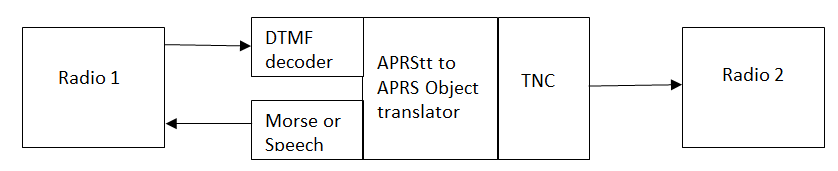 Radio 1
DTMF
decoder
Morse or
Speech
APRStt to
APRS Object
translator
TNC
Radio 2